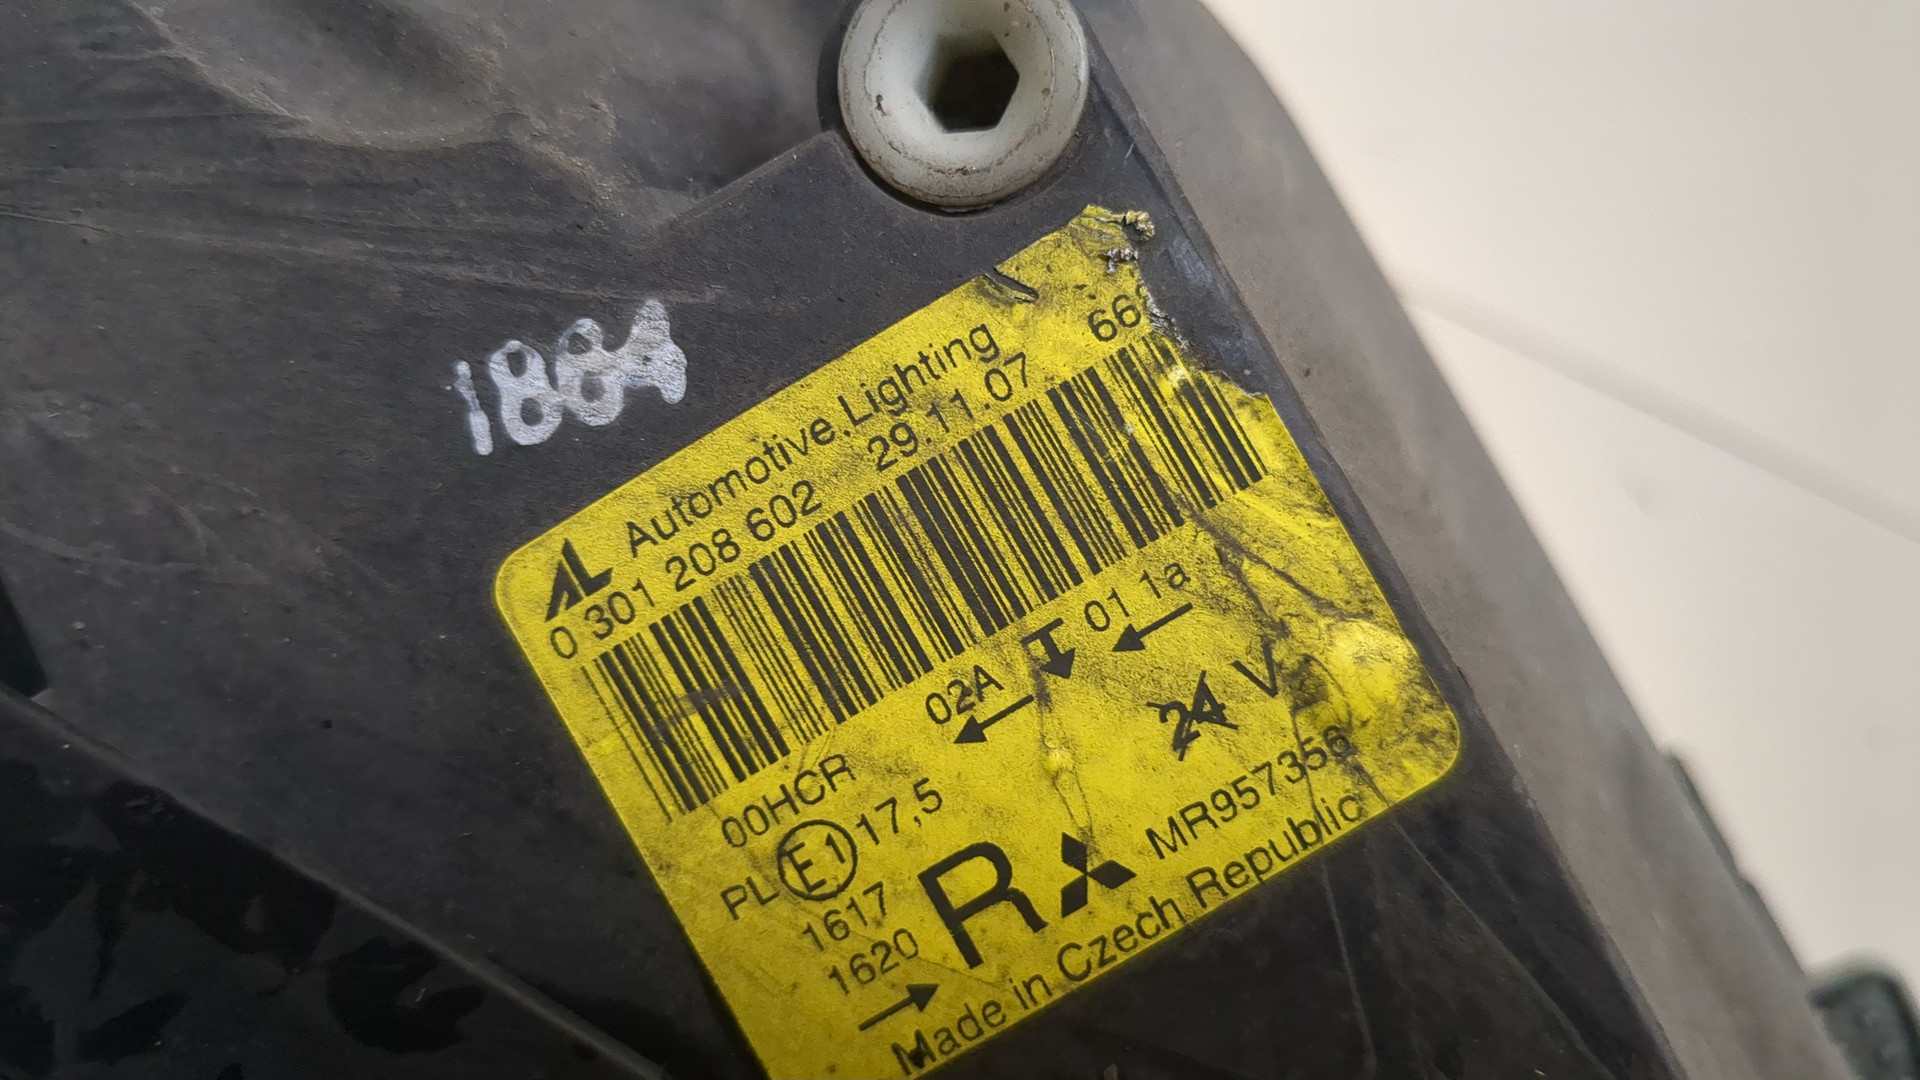 1884
AL Automotive Lighting
0 301 208 602 29.11.07 66
02A 01 1a
24 V
00HCR
PL E1 17,5
1617
1620
R MR957356
Made in Czech Republic